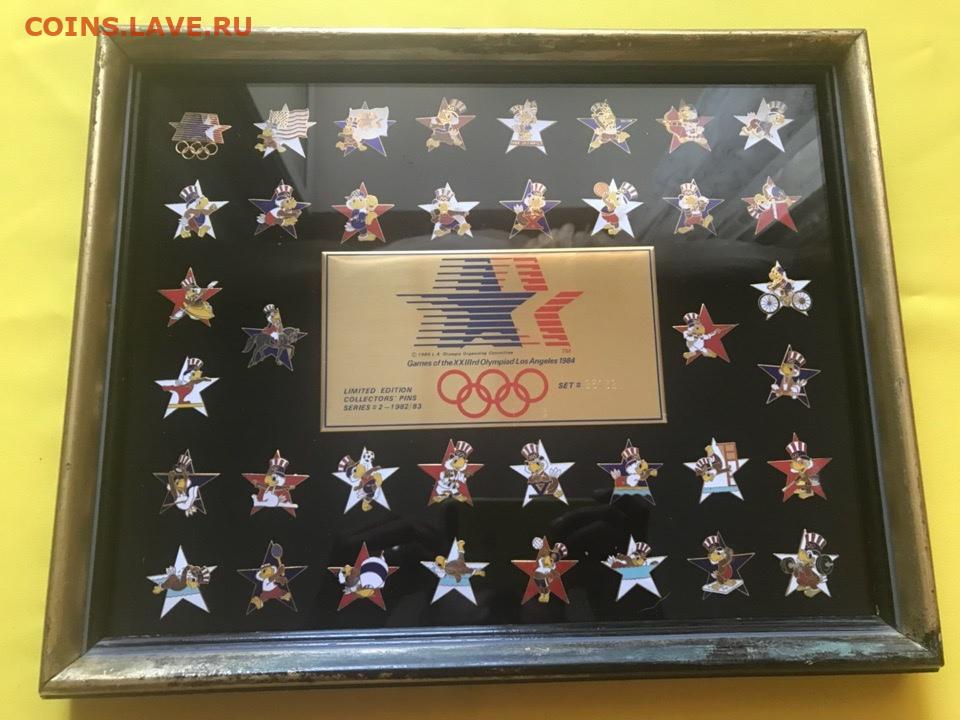 COINS.LAVE.RU
TM
© 1980 L.A. Olympic Organizing Committee
Games of the XXIIIrd Olympiad Los Angeles 1984
LIMITED EDITION
COLLECTORS' PINS
SERIES #2-1982/83
SET #